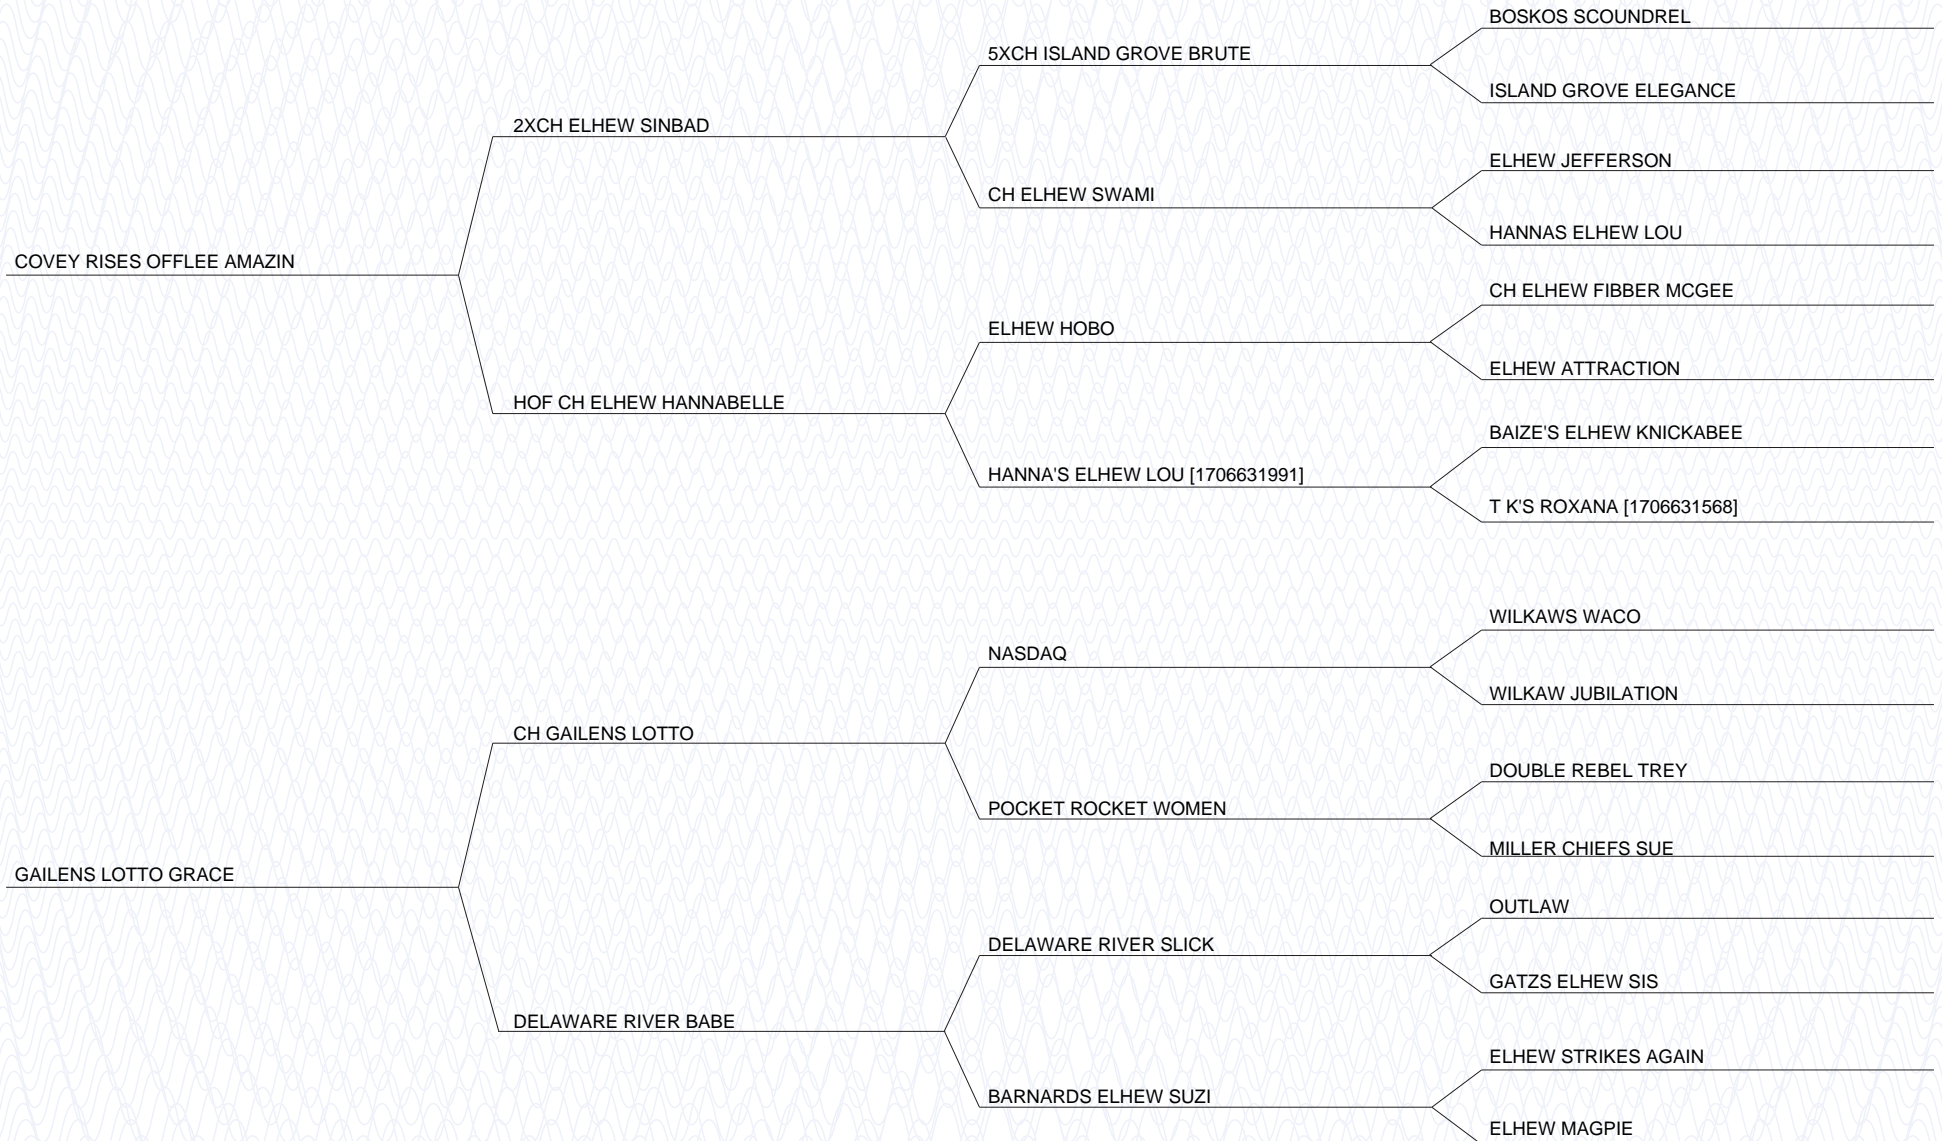 BOSKOS SCOUNDREL
5XCH ISLAND GROVE BRUTE
ISLAND GROVE ELEGANCE
2XCH ELHEW SINBAD
ELHEW JEFFERSON
CH ELHEW SWAMI
HANNAS ELHEW LOU
COVEY RISES OFFLEE AMAZIN
CH ELHEW FIBBER MCGEE
ELHEW HOBO
ELHEW ATTRACTION
HOF CH ELHEW HANNABELLE
BAIZE'S ELHEW KNICKABEE
HANNA'S ELHEW LOU [1706631991]
T K'S ROXANA [1706631568]
WILKAWS WACO
NASDAQ
WILKAW JUBILATION
CH GAILENS LOTTO
DOUBLE REBEL TREY
POCKET ROCKET WOMEN
MILLER CHIEFS SUE
GAILENS LOTTO GRACE
OUTLAW
DELAWARE RIVER SLICK
GATZS ELHEW SIS
DELAWARE RIVER BABE
ELHEW STRIKES AGAIN
BARNARDS ELHEW SUZI
ELHEW MAGPIE